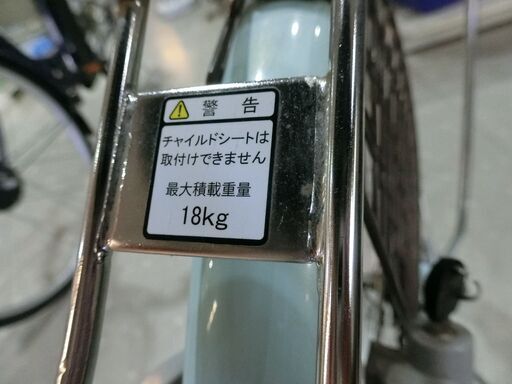 警告
チャイルドシートは
取付けできません
最大積載重量
18kg